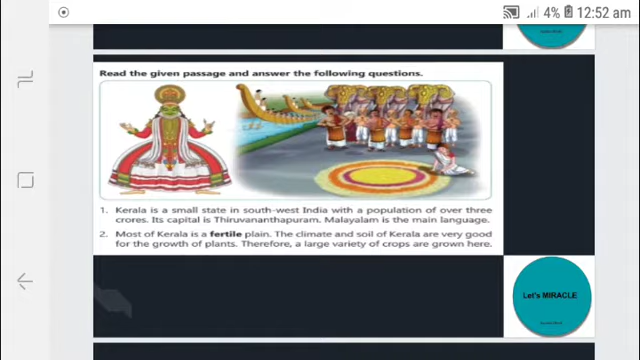 4% 12:52 am
Read the given passage and answer the following questions.
1. Kerala is a small state in south-west India with a population of over three
crores. Its capital is Thiruvananthapuram. Malayalam is the main language.
2. Most of Kerala is a fertile plain. The climate and soil of Kerala are very good
for the growth of plants. Therefore, a large variety of crops are grown here.
Let's MIRACLE